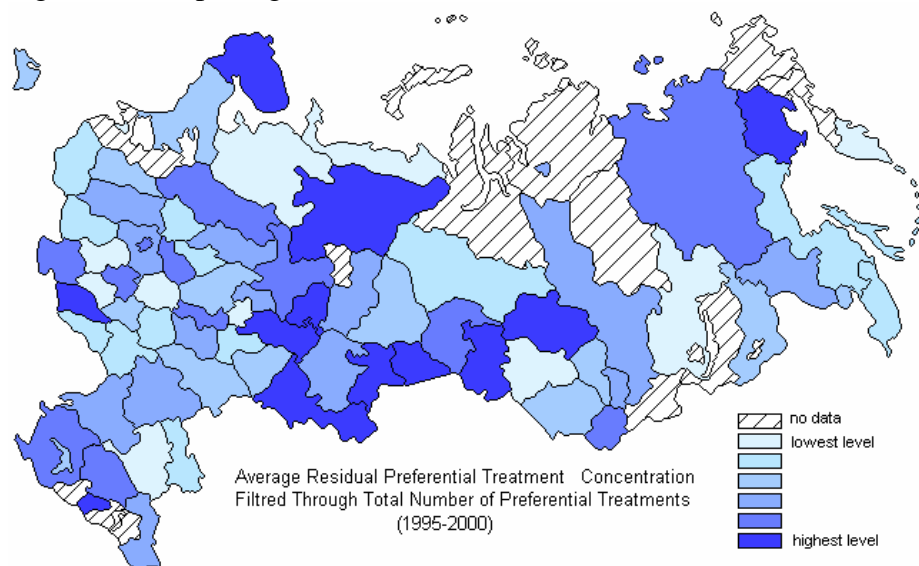 no data
lowest level
highest level
Average Residual Preferential Treatment Concentration
Filtred Through Total Number of Preferential Treatments
(1995-2000)